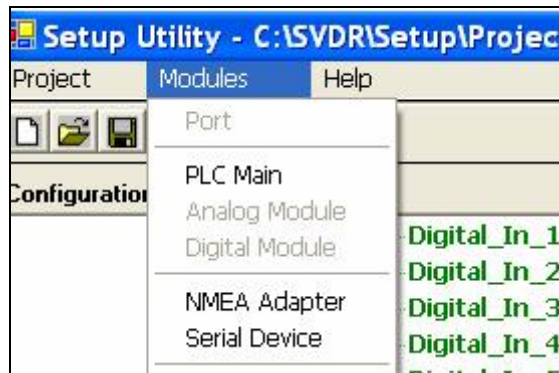 Setup Utility - C:\SVDR\Setup\Projec
Project Modules Help
Port
PLC Main
Configuration
Analog Module
Digital_In_1
Digital Module
Digital_In_2
NMEA Adapter
Digital_In_3
Serial Device
Digital_In_4